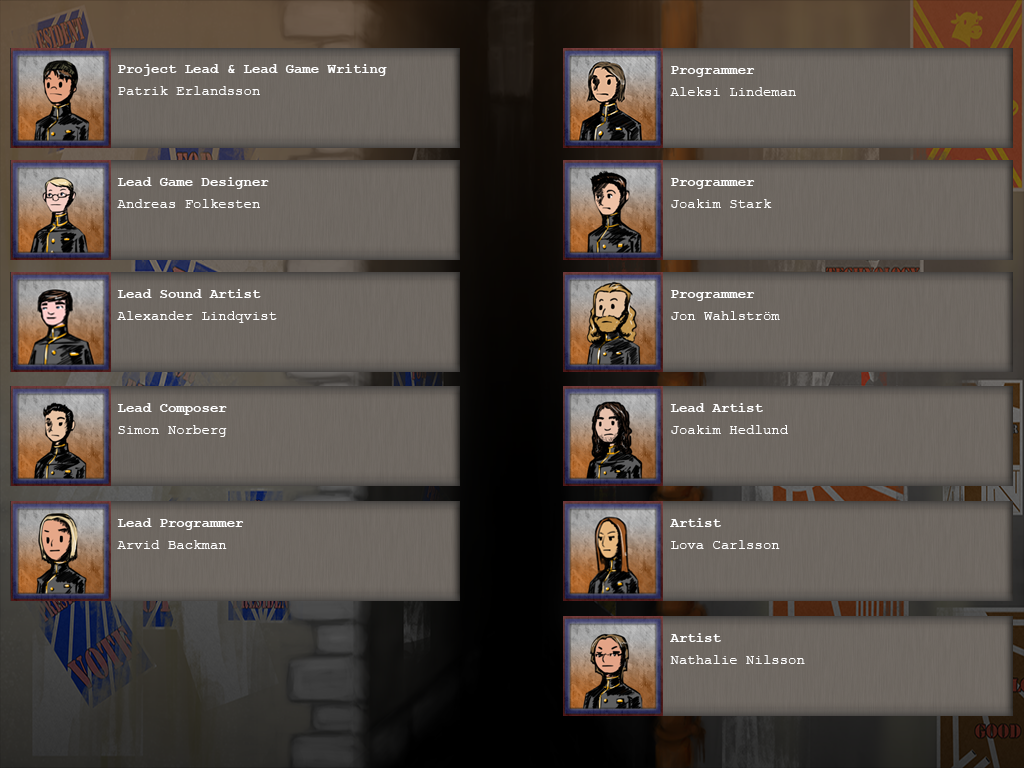 Project Lead & Lead Game Writing
Patrik Erlandsson
Lead Game Designer
Andreas Folkesten
Lead Sound Artist
Alexander Lindqvist
Lead Composer
Simon Norberg
Lead Programmer
Arvid Backman
VOTE
Programmer
Aleksi Lindeman
Programmer
Joakim Stark
Programmer
Jon Wahlström
Lead Artist
Joakim Hedlund
Artist
Lova Carlsson
Artist
Nathalie Nilsson
GOOD